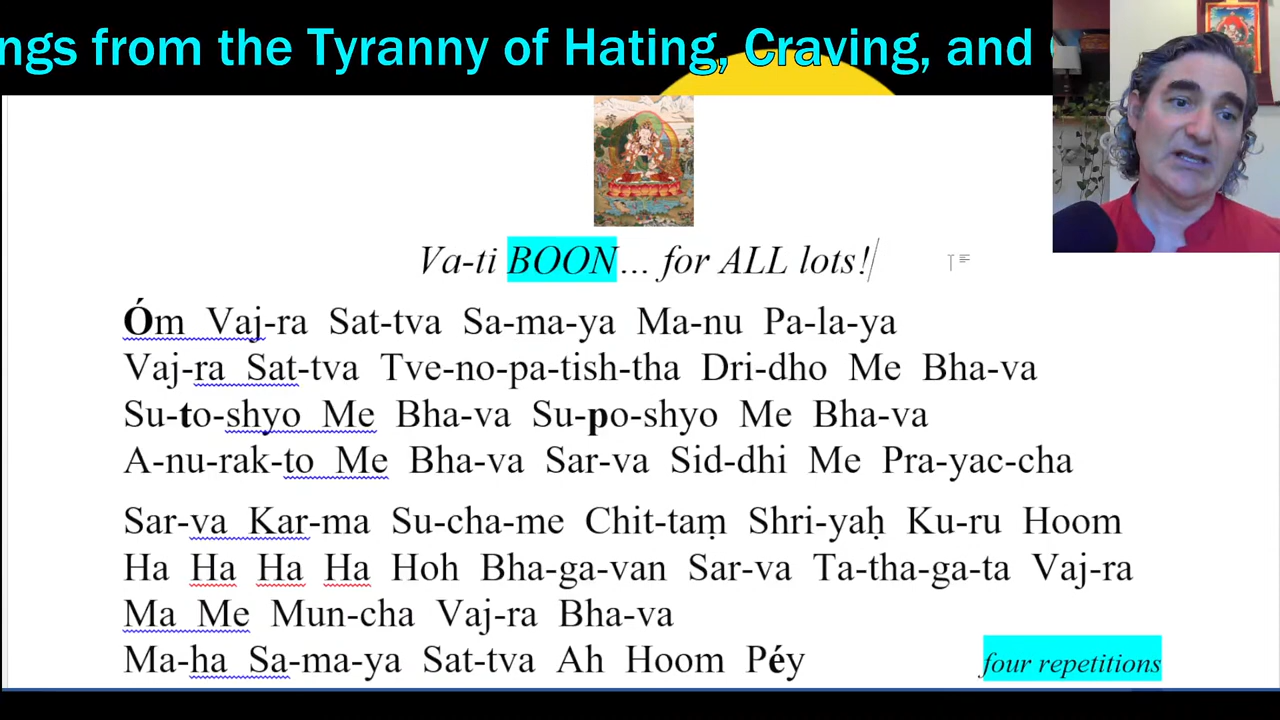 ngs from the Tyranny of Hating, Craving, and
Va-ti BOON... for ALL lots!
Óm Vaj-ra Sat-tva Sa-ma-ya Ma-nu Pa-la-ya
Vaj-ra Sat-tva Tve-no-pa-tish-tha Dri-dho Me Bha-va
Su-to-shyo Me Bha-va Su-po-shyo Me Bha-va
A-nu-rak-to Me Bha-va Sar-va Sid-dhi Me Pra-yac-cha
Sar-va Kar-ma Su-cha-me Chit-taṃ Shri-yaḥ Ku-ru Hoom
Ha Ha Ha Ha Hoh Bha-ga-van Sar-va Ta-tha-ga-ta Vaj-ra
Ma Me Mun-cha Vaj-ra Bha-va
Ma-ha Sa-ma-ya Sat-tva Ah Hoom Péy
four repetitions